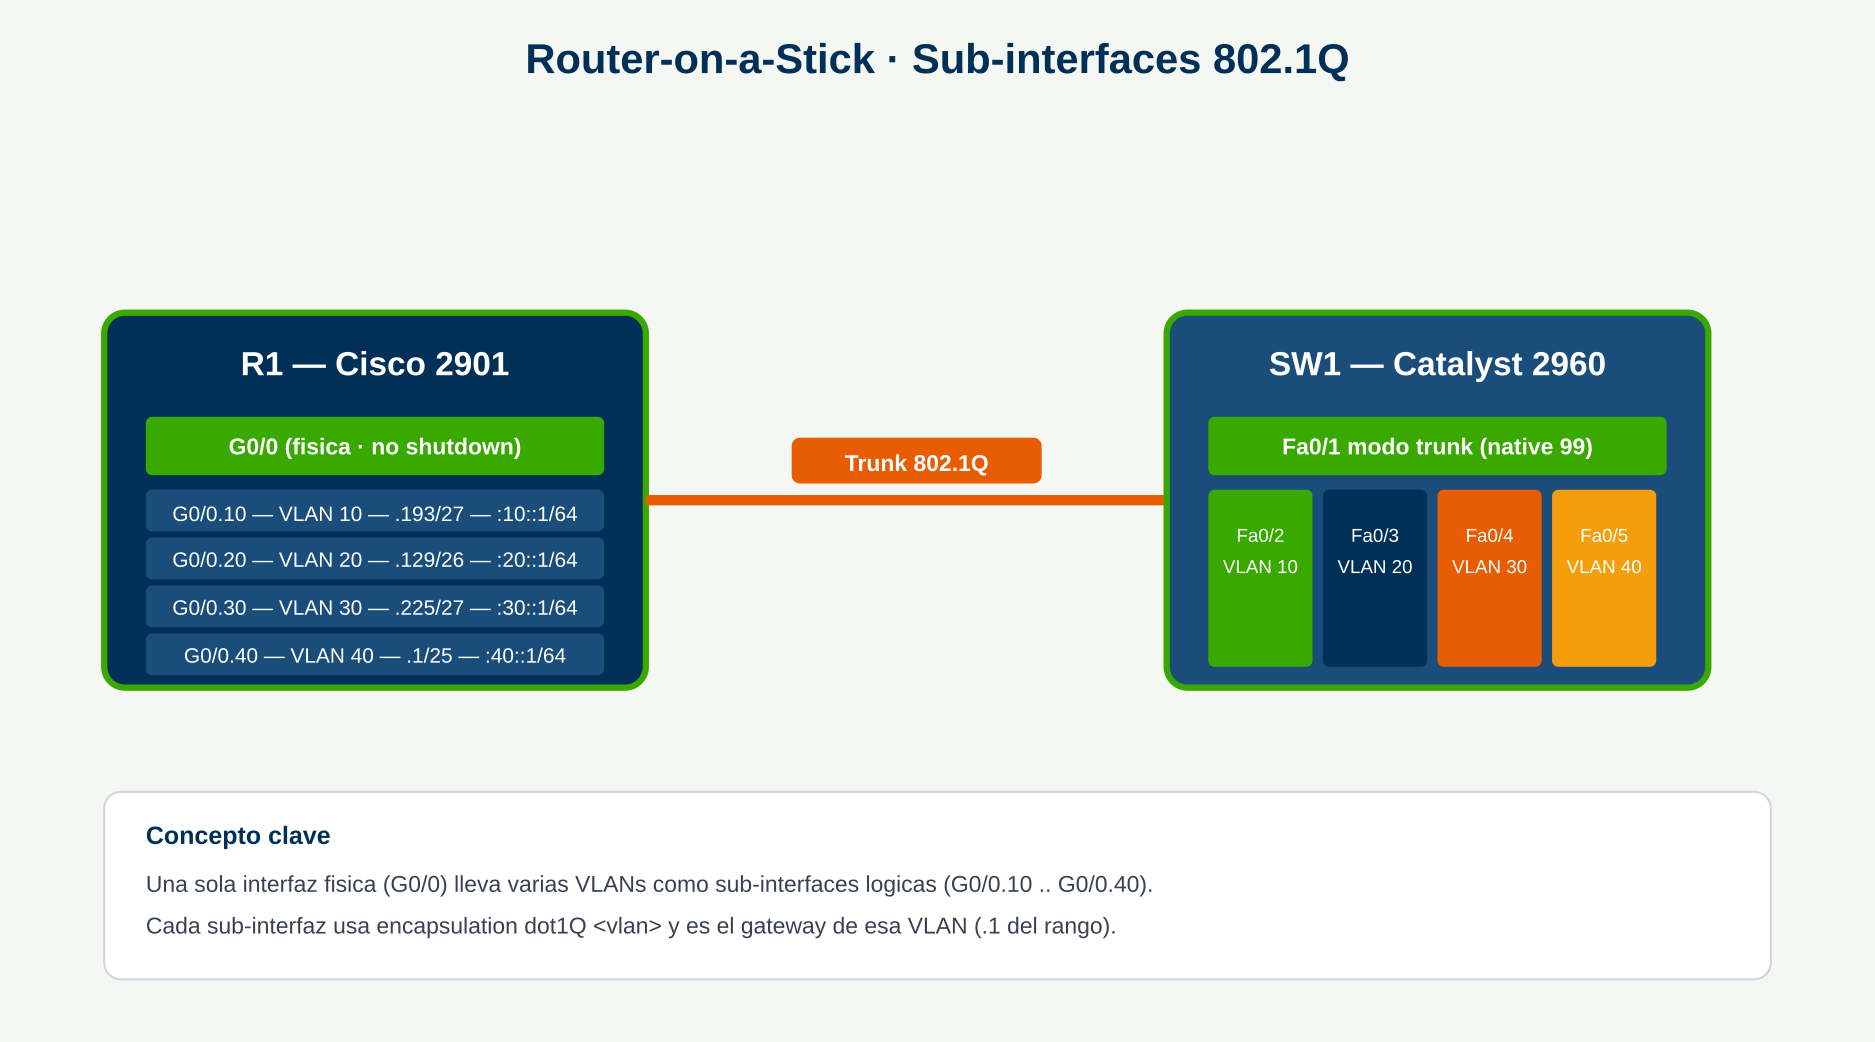 Router-on-a-Stick · Sub-interfaces 802.1Q
R1 — Cisco 2901
G0/0 (fisica · no shutdown)
G0/0.10 — VLAN 10 — .193/27 — :10::1/64
G0/0.20 — VLAN 20 — .129/26 — :20::1/64
G0/0.30 — VLAN 30 — .225/27 — :30::1/64
G0/0.40 — VLAN 40 — .1/25 — :40::1/64
Trunk 802.1Q
SW1 — Catalyst 2960
Fa0/1 modo trunk (native 99)
Fa0/2
VLAN 10
Fa0/3
VLAN 20
Fa0/4
VLAN 30
Fa0/5
VLAN 40
Concepto clave
Una sola interfaz fisica (G0/0) lleva varias VLANs como sub-interfaces logicas (G0/0.10 .. G0/0.40).
Cada sub-interfaz usa encapsulation dot1Q <vlan> y es el gateway de esa VLAN (.1 del rango).